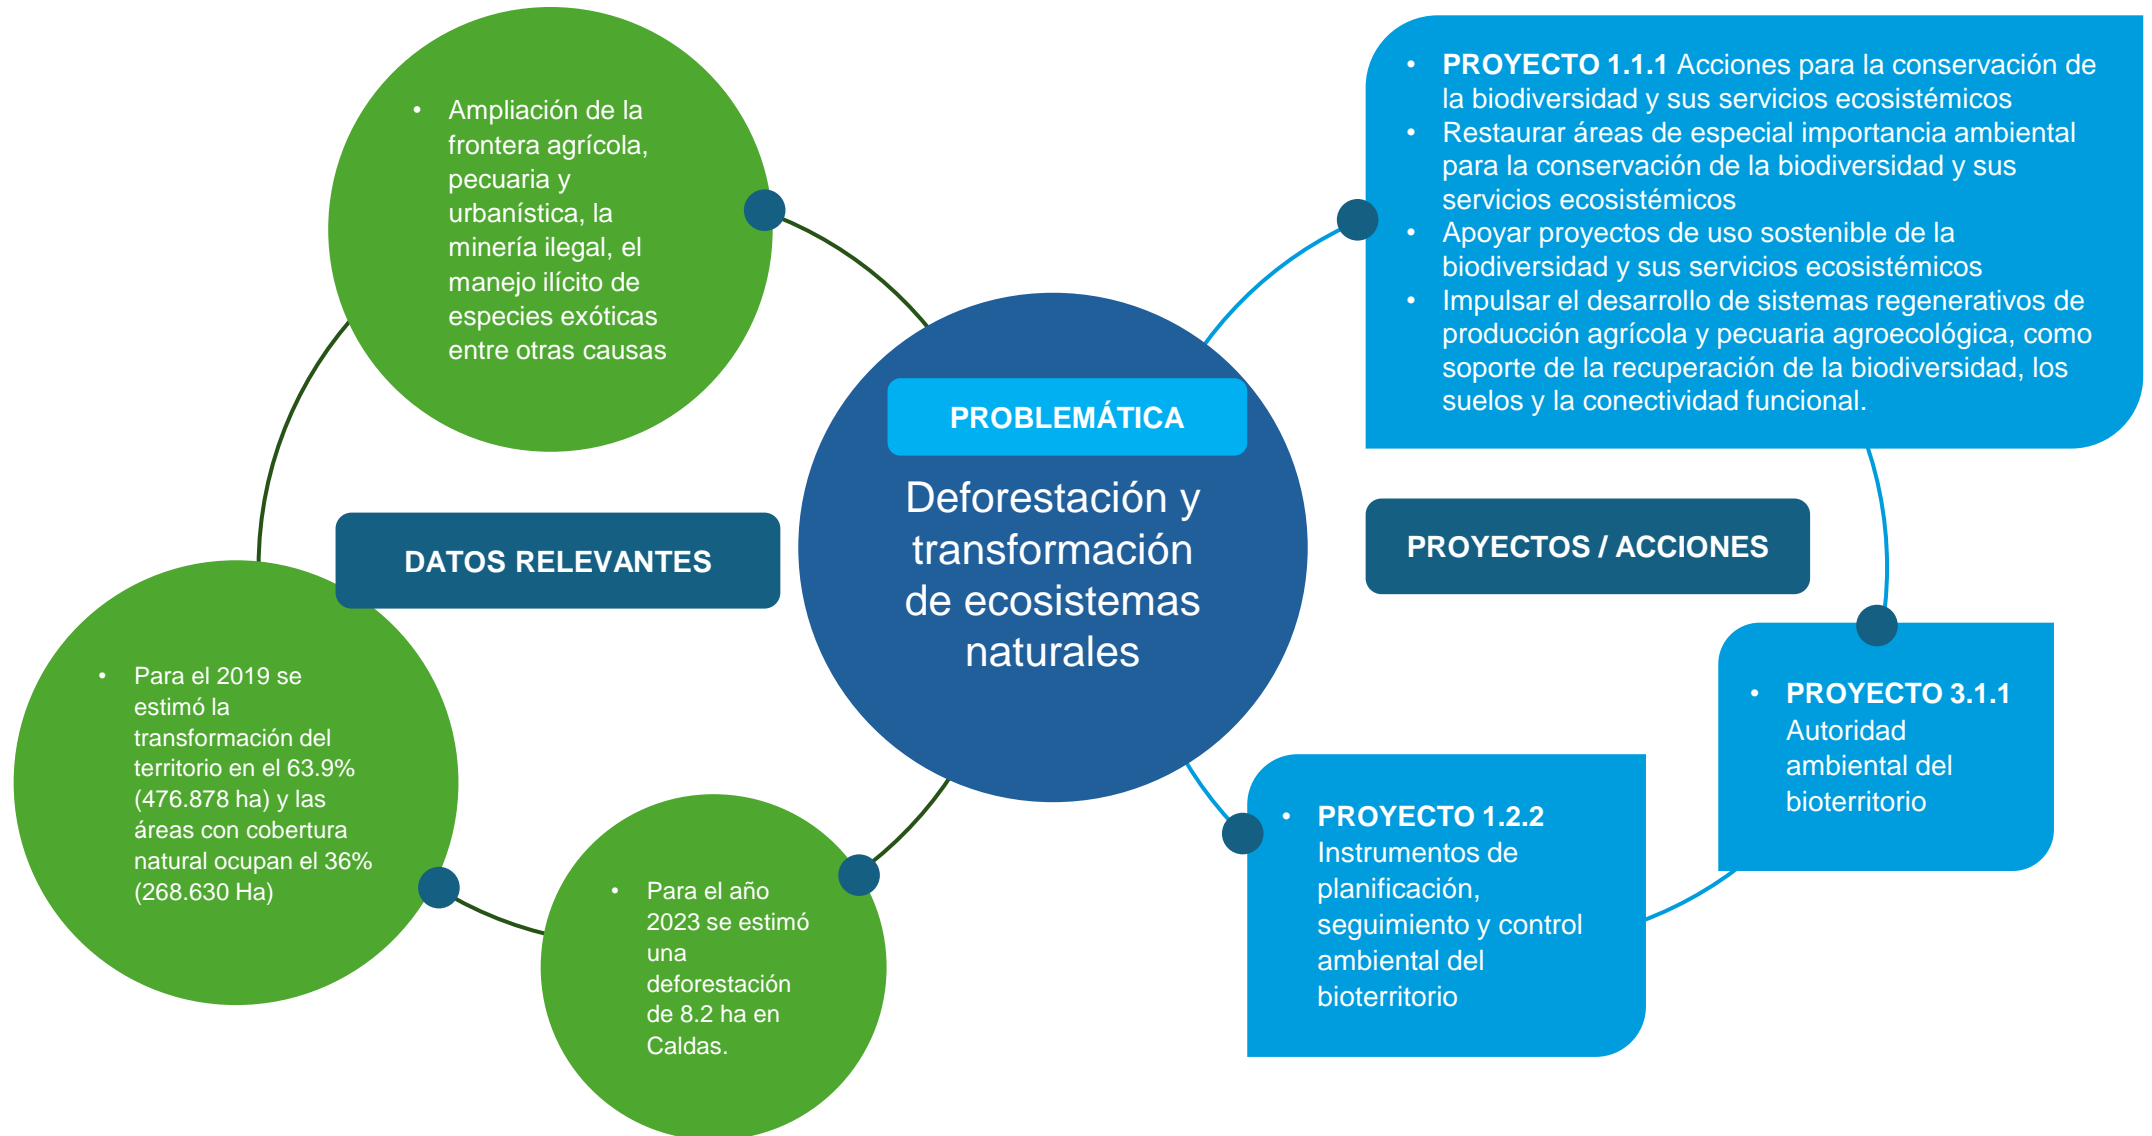 • Ampliación de la
frontera agrícola,
pecuaria y
urbanística, la
minería ilegal, el
manejo ilícito de
especies exóticas
entre otras causas
DATOS RELEVANTES
• Para el 2019 se
estimó la
transformación del
territorio en el 63.9%
(476.878 ha) y las
áreas con cobertura
natural ocupan el 36%
(268.630 Ha)
• Para el año
2023 se estimó
una
deforestación
de 8.2 ha en
Caldas.
PROBLEMÁTICA
Deforestación y
transformación
de ecosistemas
naturales
• PROYECTO 1.1.1 Acciones para la conservación de
la biodiversidad y sus servicios ecosistémicos
• Restaurar áreas de especial importancia ambiental
para la conservación de la biodiversidad y sus
servicios ecosistémicos
• Apoyar proyectos de uso sostenible de la
biodiversidad y sus servicios ecosistémicos
• Impulsar el desarrollo de sistemas regenerativos de
producción agrícola y pecuaria agroecológica, como
soporte de la recuperación de la biodiversidad, los
suelos y la conectividad funcional.
PROYECTOS / ACCIONES
• PROYECTO 3.1.1
Autoridad
ambiental del
bioterritorio
• PROYECTO 1.2.2
Instrumentos de
planificación,
seguimiento y control
ambiental del
bioterritorio